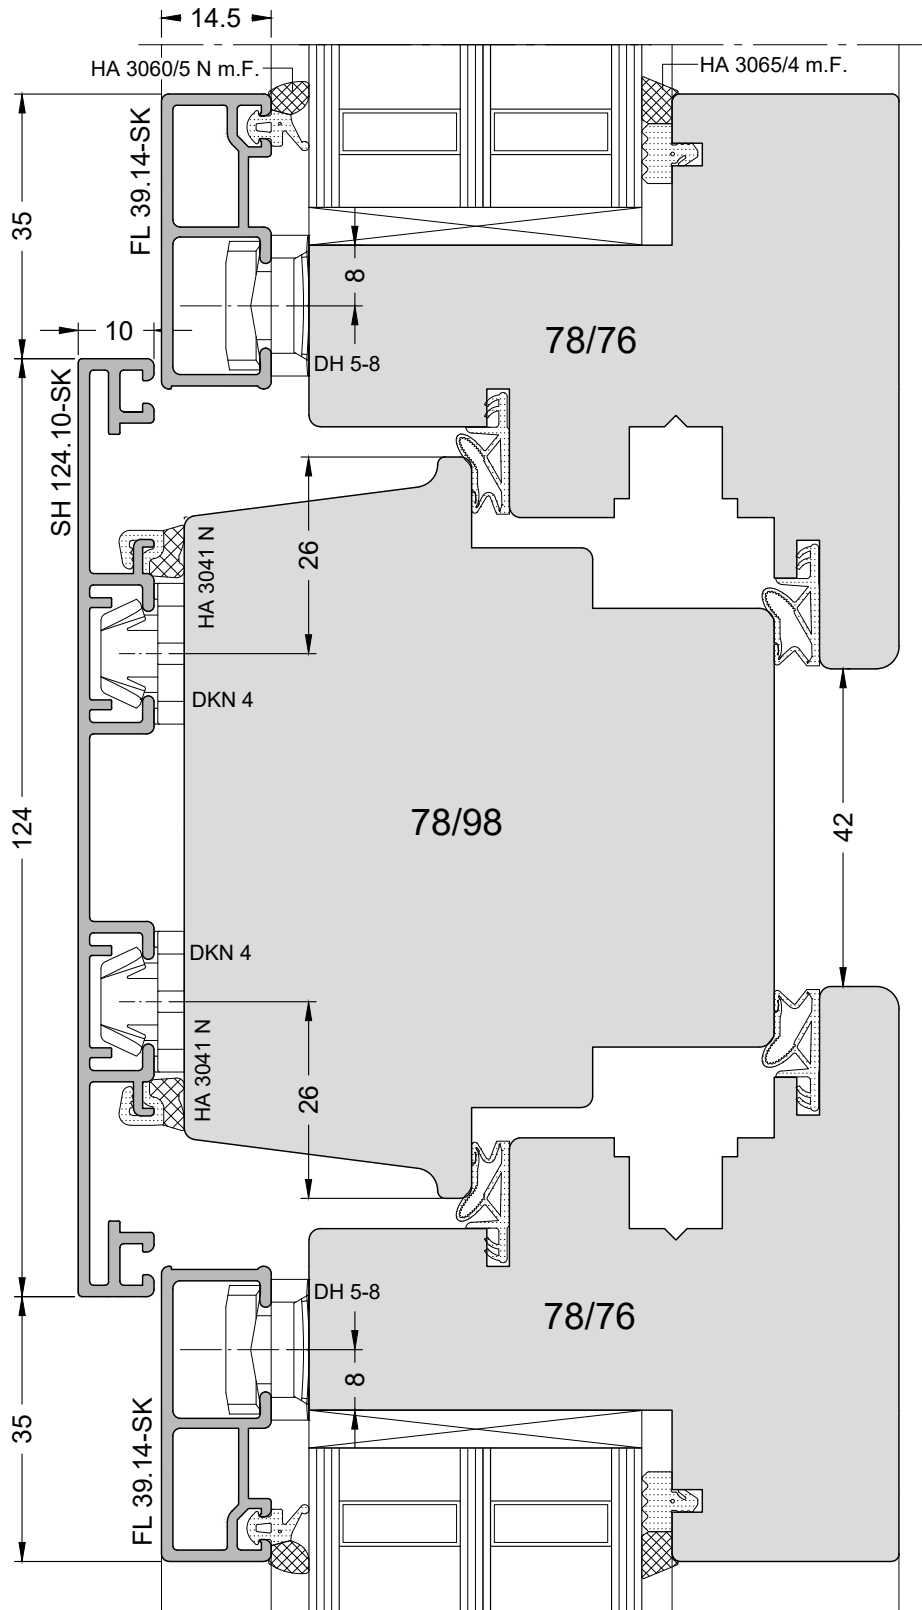 14.5
HA 3060/5 N m.F.
HA 3065/4 m.F.
FL 39.14-SK
35
8
10
78/76
DH 5-8
SH 124.10-SK
26
HA 3041 N
DKN 4
124
78/98
42
DKN 4
HA 3041 N
26
DH 5-8
78/76
8
35
FL 39.14-SK